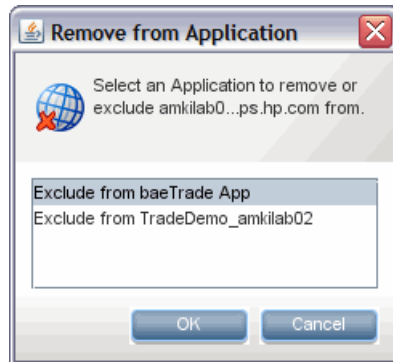 Remove from Application
Select an Application to remove or
exclude amkilab0...ps.hp.com from.
Exclude from baeTrade App
Exclude from TradeDemo_amkilab02
OK
Cancel